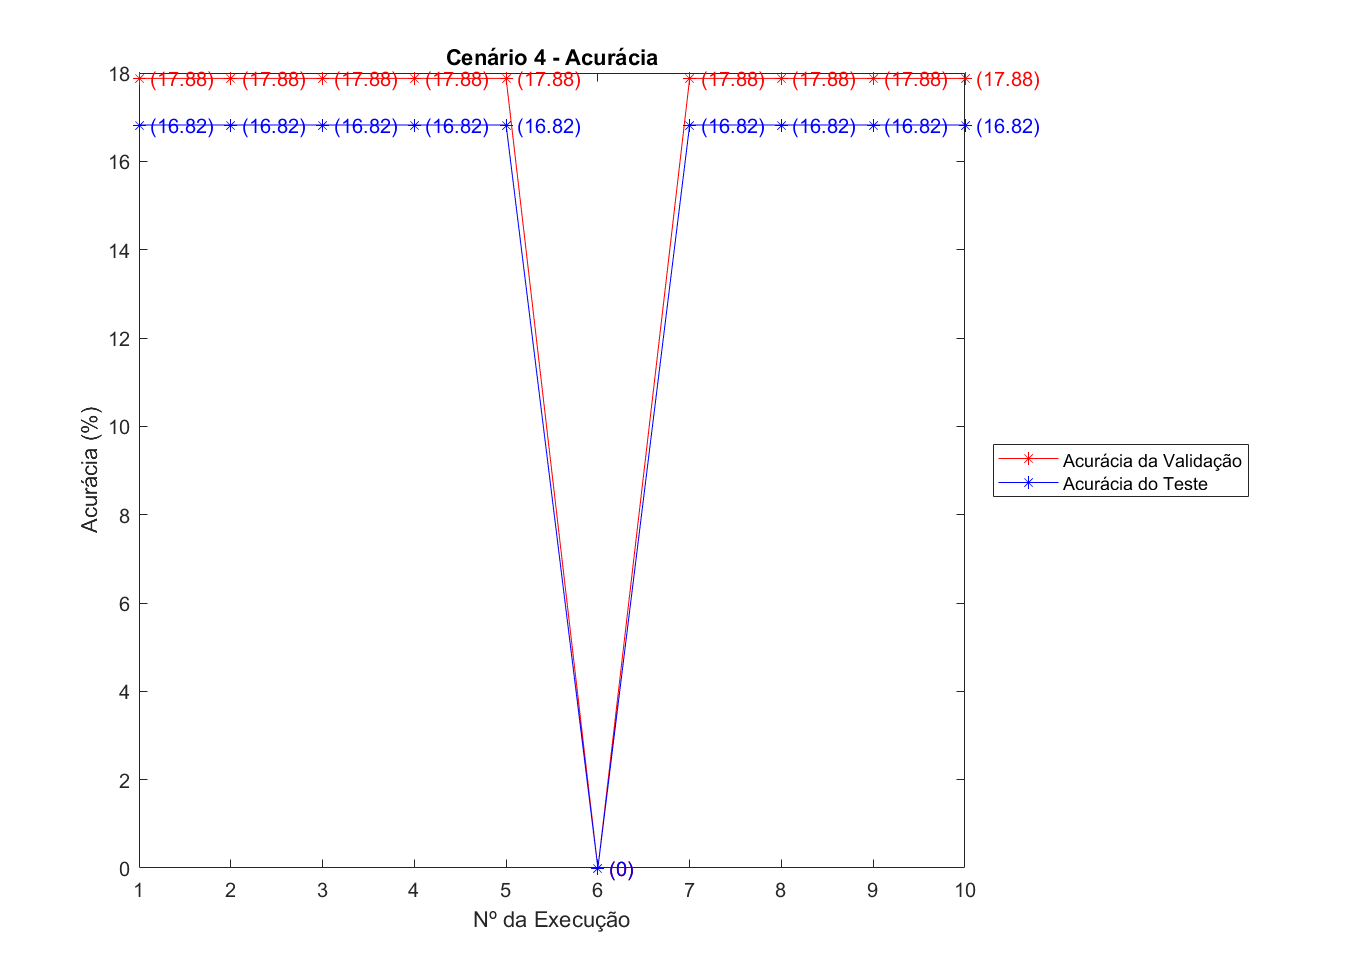 Cenário 4 - Acurácia
18
16
14
12
10
8
6
4
2
0
Acurácia (%)
(17.88) (17.88) (17.88) (17.88) (17.88) (17.88) (17.88) (17.88) (17.88)
(16.82) (16.82) (16.82) (16.82) (16.82) (16.82) (16.82) (16.82) (16.82)
(0)
1 2 3 4 5 6 7 8 9 10
Nº da Execução
Acurácia da Validação
Acurácia do Teste